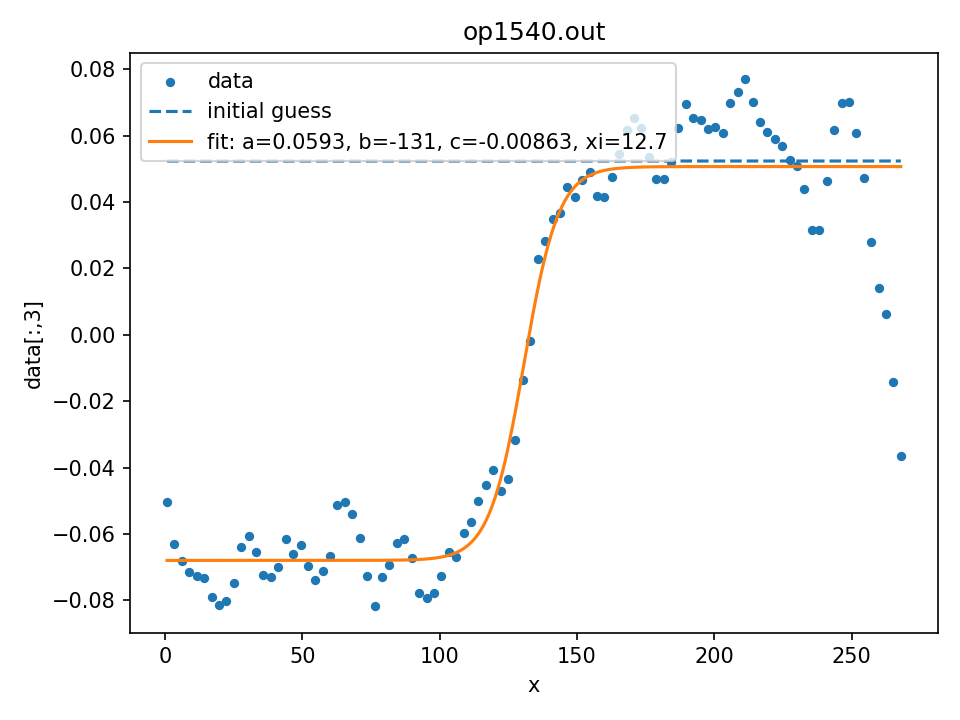 op1540.out
data
initial guess
fit: a=0.0593, b=-131, c=-0.00863, xi=12.7
0.08
0.06
0.04
0.02
0.00
−0.02
−0.04
−0.06
−0.08
data[:,3]
0 50 100 150 200 250
x